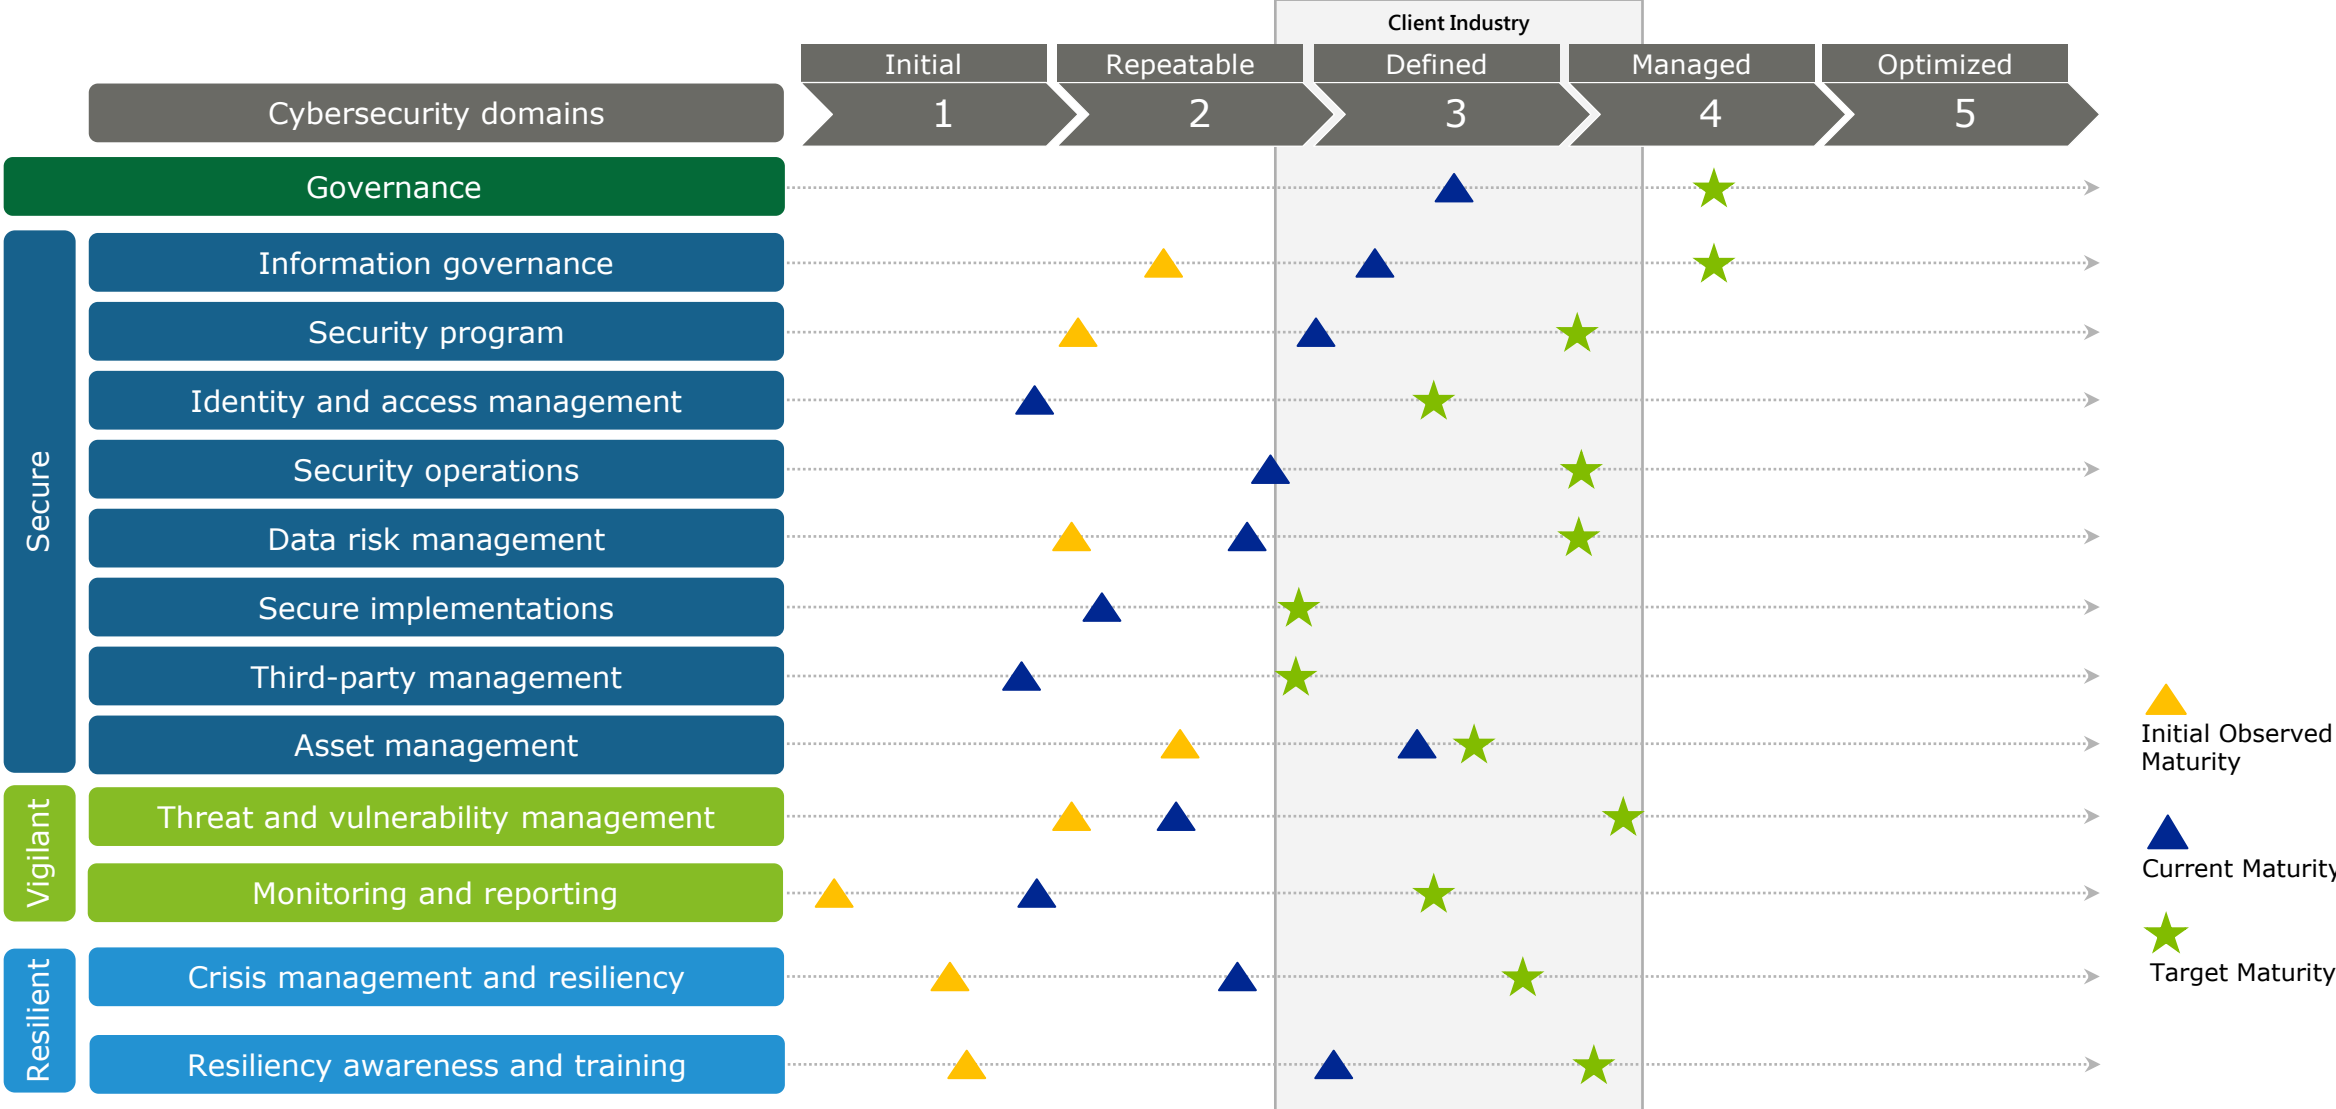 Client Industry
Initial
Repeatable
Defined
Managed
Optimized
Cybersecurity domains
1
2
3
4
5
Governance
Secure
Information governance
Security program
Identity and access management
Security operations
Data risk management
Secure implementations
Third-party management
Asset management
Vigilant
Threat and vulnerability management
Monitoring and reporting
Resilient
Crisis management and resiliency
Resiliency awareness and training
Initial Observed
Maturity
Current Maturity
Target Maturity